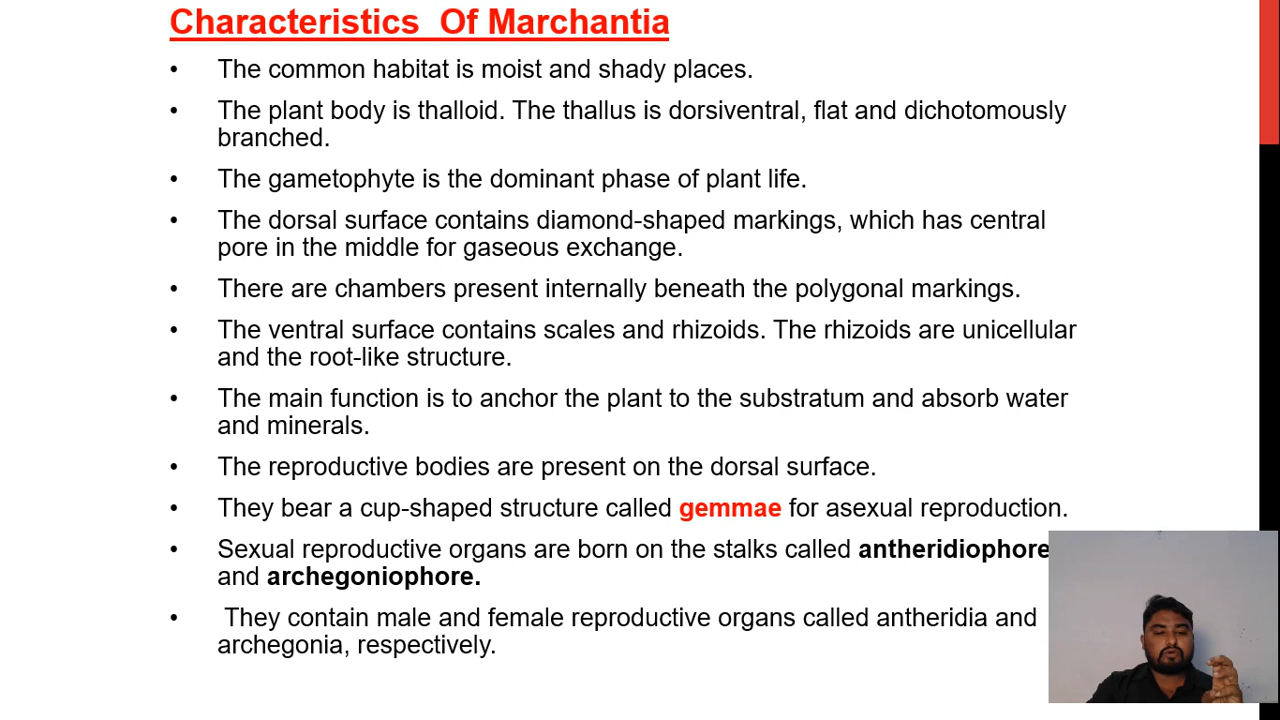 Characteristics Of Marchantia
• The common habitat is moist and shady places.
• The plant body is thalloid. The thallus is dorsiventral, flat and dichotomously
branched.
• The gametophyte is the dominant phase of plant life.
• The dorsal surface contains diamond-shaped markings, which has central
pore in the middle for gaseous exchange.
• There are chambers present internally beneath the polygonal markings.
• The ventral surface contains scales and rhizoids. The rhizoids are unicellular
and the root-like structure.
• The main function is to anchor the plant to the substratum and absorb water
and minerals.
• The reproductive bodies are present on the dorsal surface.
• They bear a cup-shaped structure called gemmae for asexual reproduction.
• Sexual reproductive organs are born on the stalks called antheridiophore
and archegoniophore.
• They contain male and female reproductive organs called antheridia and
archegonia, respectively.